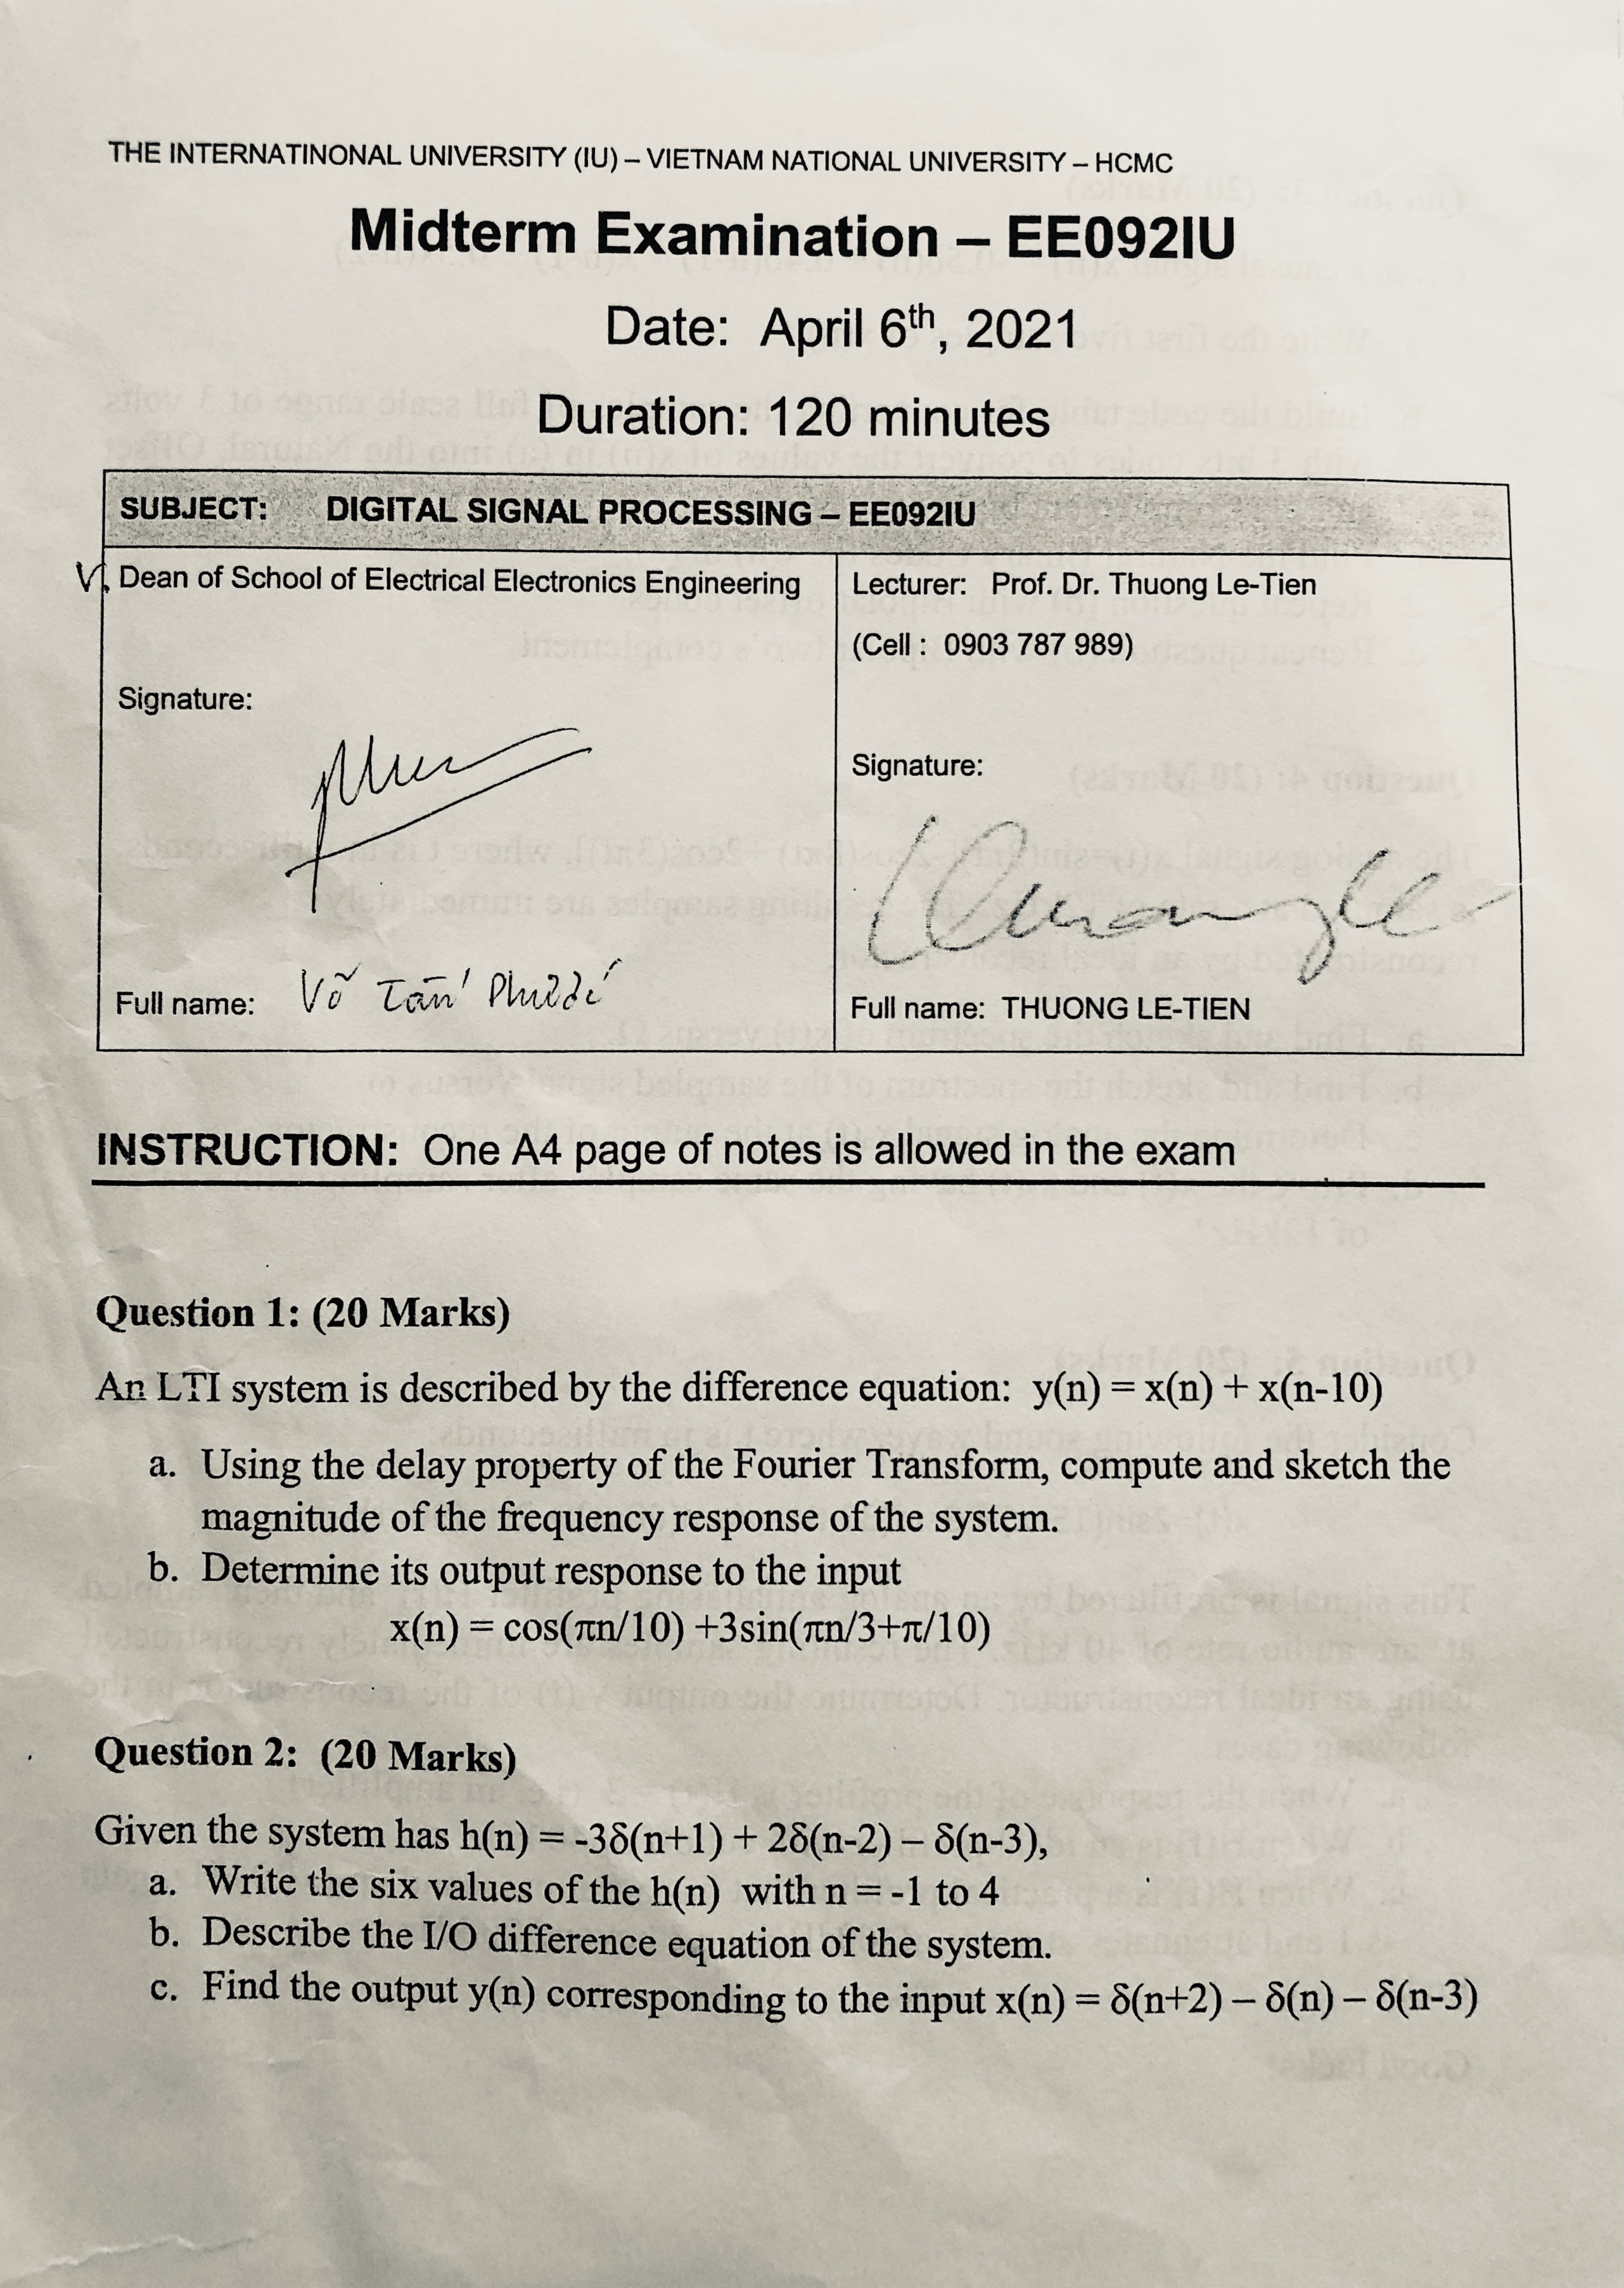 THE INTERNATINONAL UNIVERSITY (IU) – VIETNAM NATIONAL UNIVERSITY – HCMC
Midterm Examination – EE092IU
Date: April 6th, 2021
Duration: 120 minutes
SUBJECT: DIGITAL SIGNAL PROCESSING – EE092IU
V. Dean of School of Electrical Electronics Engineering
Signature:
Full name: Võ Tấn
Lecturer: Prof. Dr. Thuong Le-Tien
(Cell : 0903 787 989)
Signature:
Full name: THUONG LE-TIEN
INSTRUCTION: One A4 page of notes is allowed in the exam
Question 1: (20 Marks)
An LTI system is described by the difference equation: y(n) = x(n) + x(n-10)
a. Using the delay property of the Fourier Transform, compute and sketch the
magnitude of the frequency response of the system.
b. Determine its output response to the input
x(n) = cos(πn/10) +3sin(πn/3+π/10)
Question 2: (20 Marks)
Given the system has h(n) = -3δ(n+1) + 2δ(n-2) – δ(n-3),
a. Write the six values of the h(n) with n = -1 to 4
b. Describe the I/O difference equation of the system.
c. Find the output y(n) corresponding to the input x(n) = δ(n+2) – δ(n) – δ(n-3)